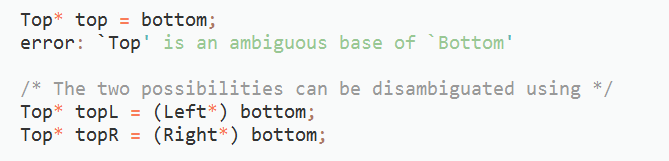 Top* top = bottom;
error: `Top' is an ambiguous base of `Bottom'
/* The two possibilities can be disambiguated using */
Top* topL = (Left*) bottom;
Top* topR = (Right*) bottom;